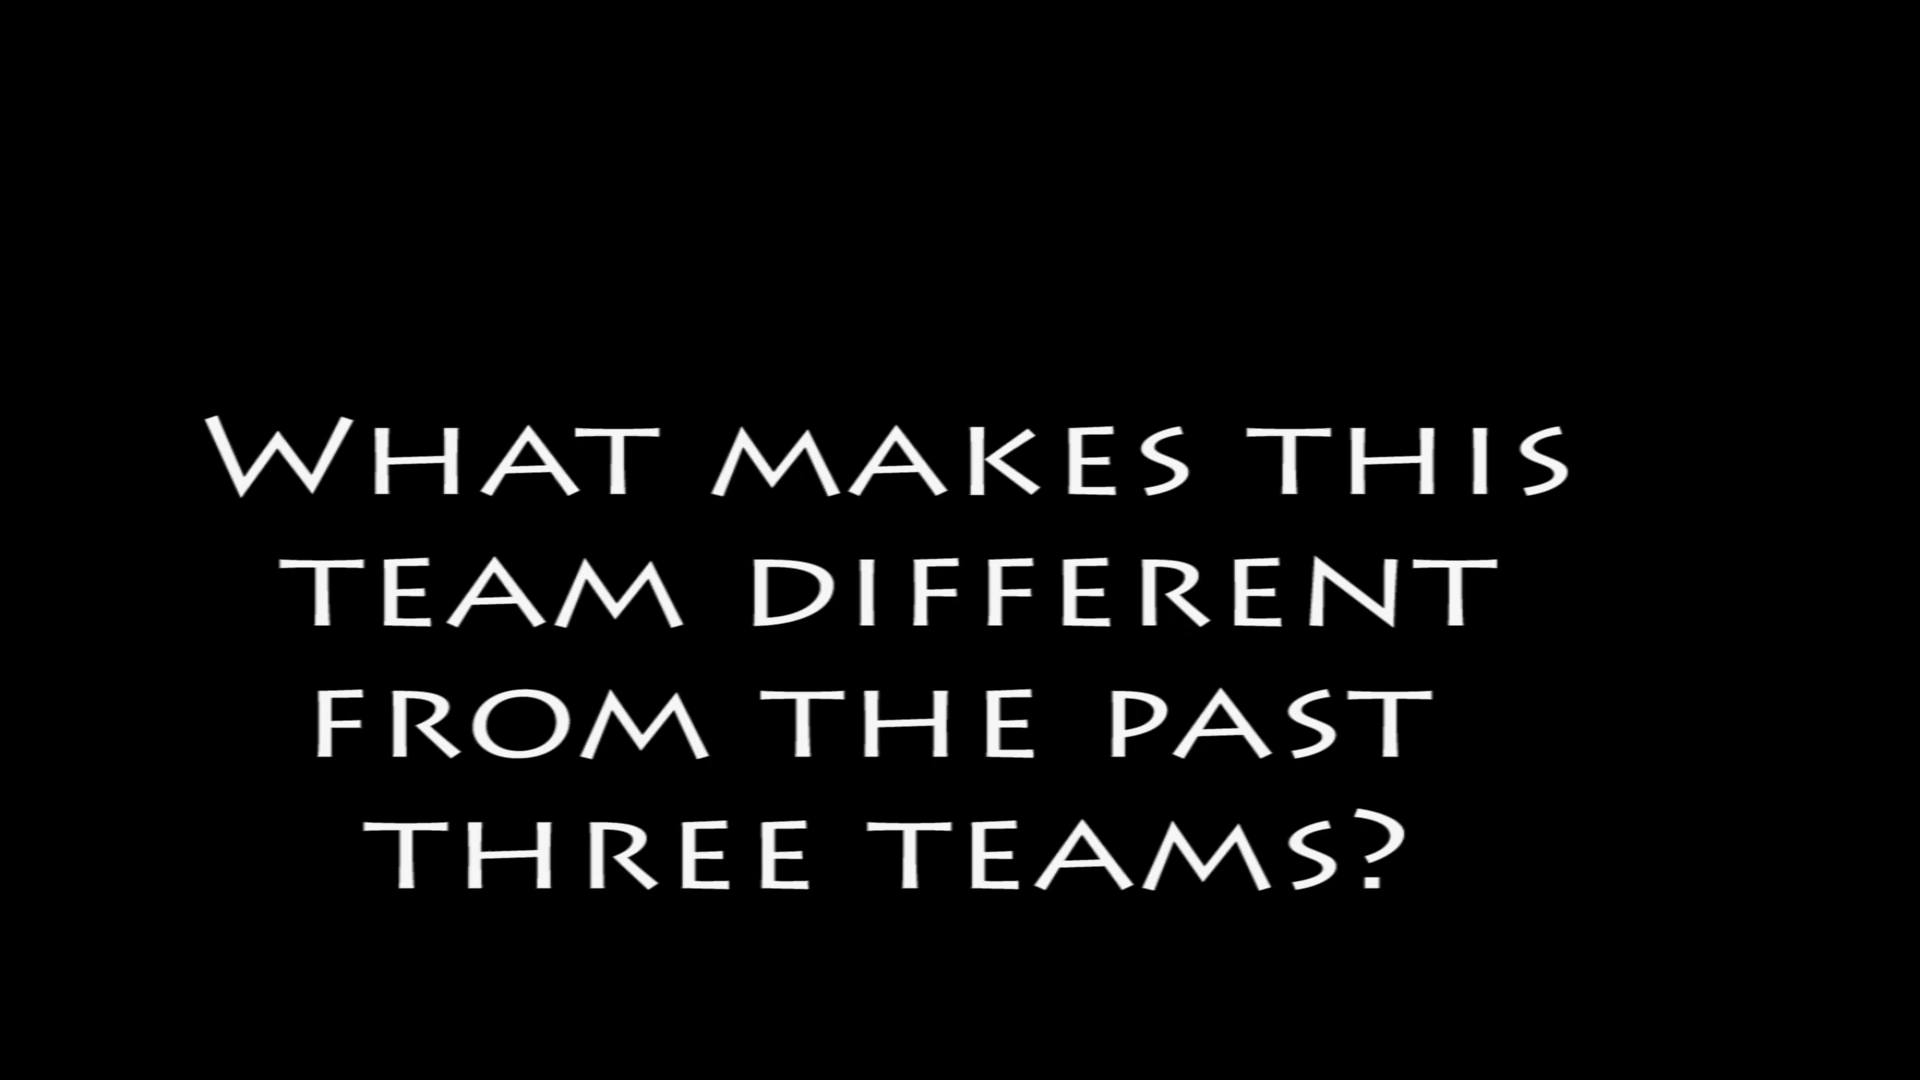 What makes this
team different
from the past
three teams?